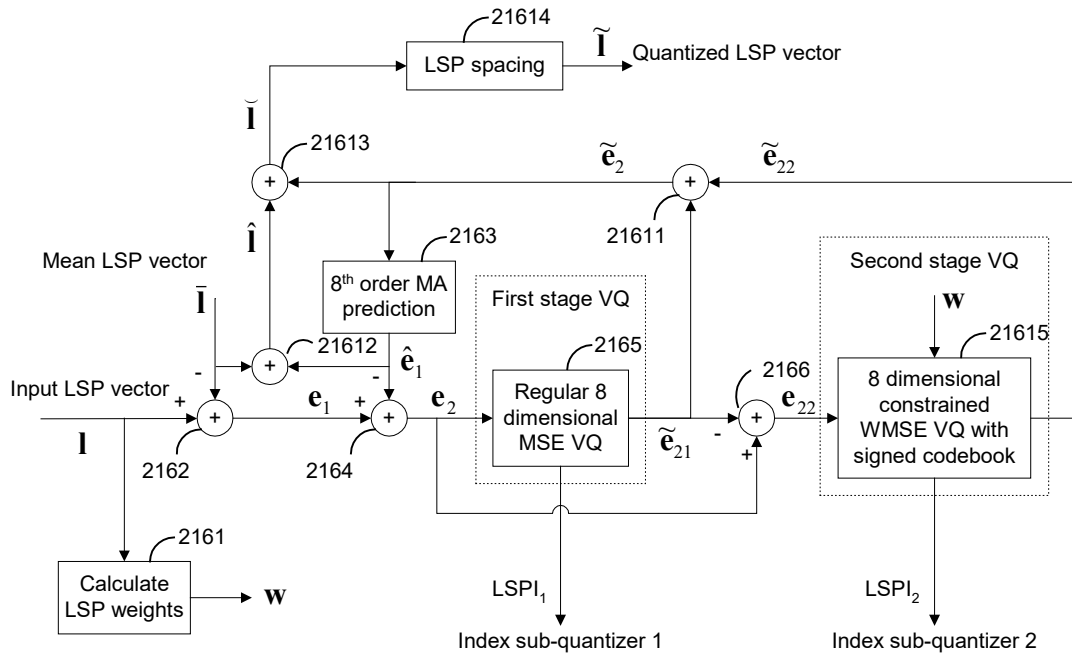 21614
LSP spacing
l̃
Quantized LSP vector
l̆
21613
+
ẽ₂
+
ẽ₂₂
21611
l̂
2163
8th order MA
prediction
Mean LSP vector
l̄
First stage VQ
Second stage VQ
w
21612
+
-
ê₁
-
2165
2166
21615
Input LSP vector
+
+
e₁
+
+
e₂
Regular 8
dimensional
MSE VQ
ẽ₂₁
-
+
+
e₂₂
8 dimensional
constrained
WMSE VQ with
signed codebook
l
2162
2164
2161
Calculate
LSP weights
w
LSPI₁
LSPI₂
Index sub-quantizer 1
Index sub-quantizer 2